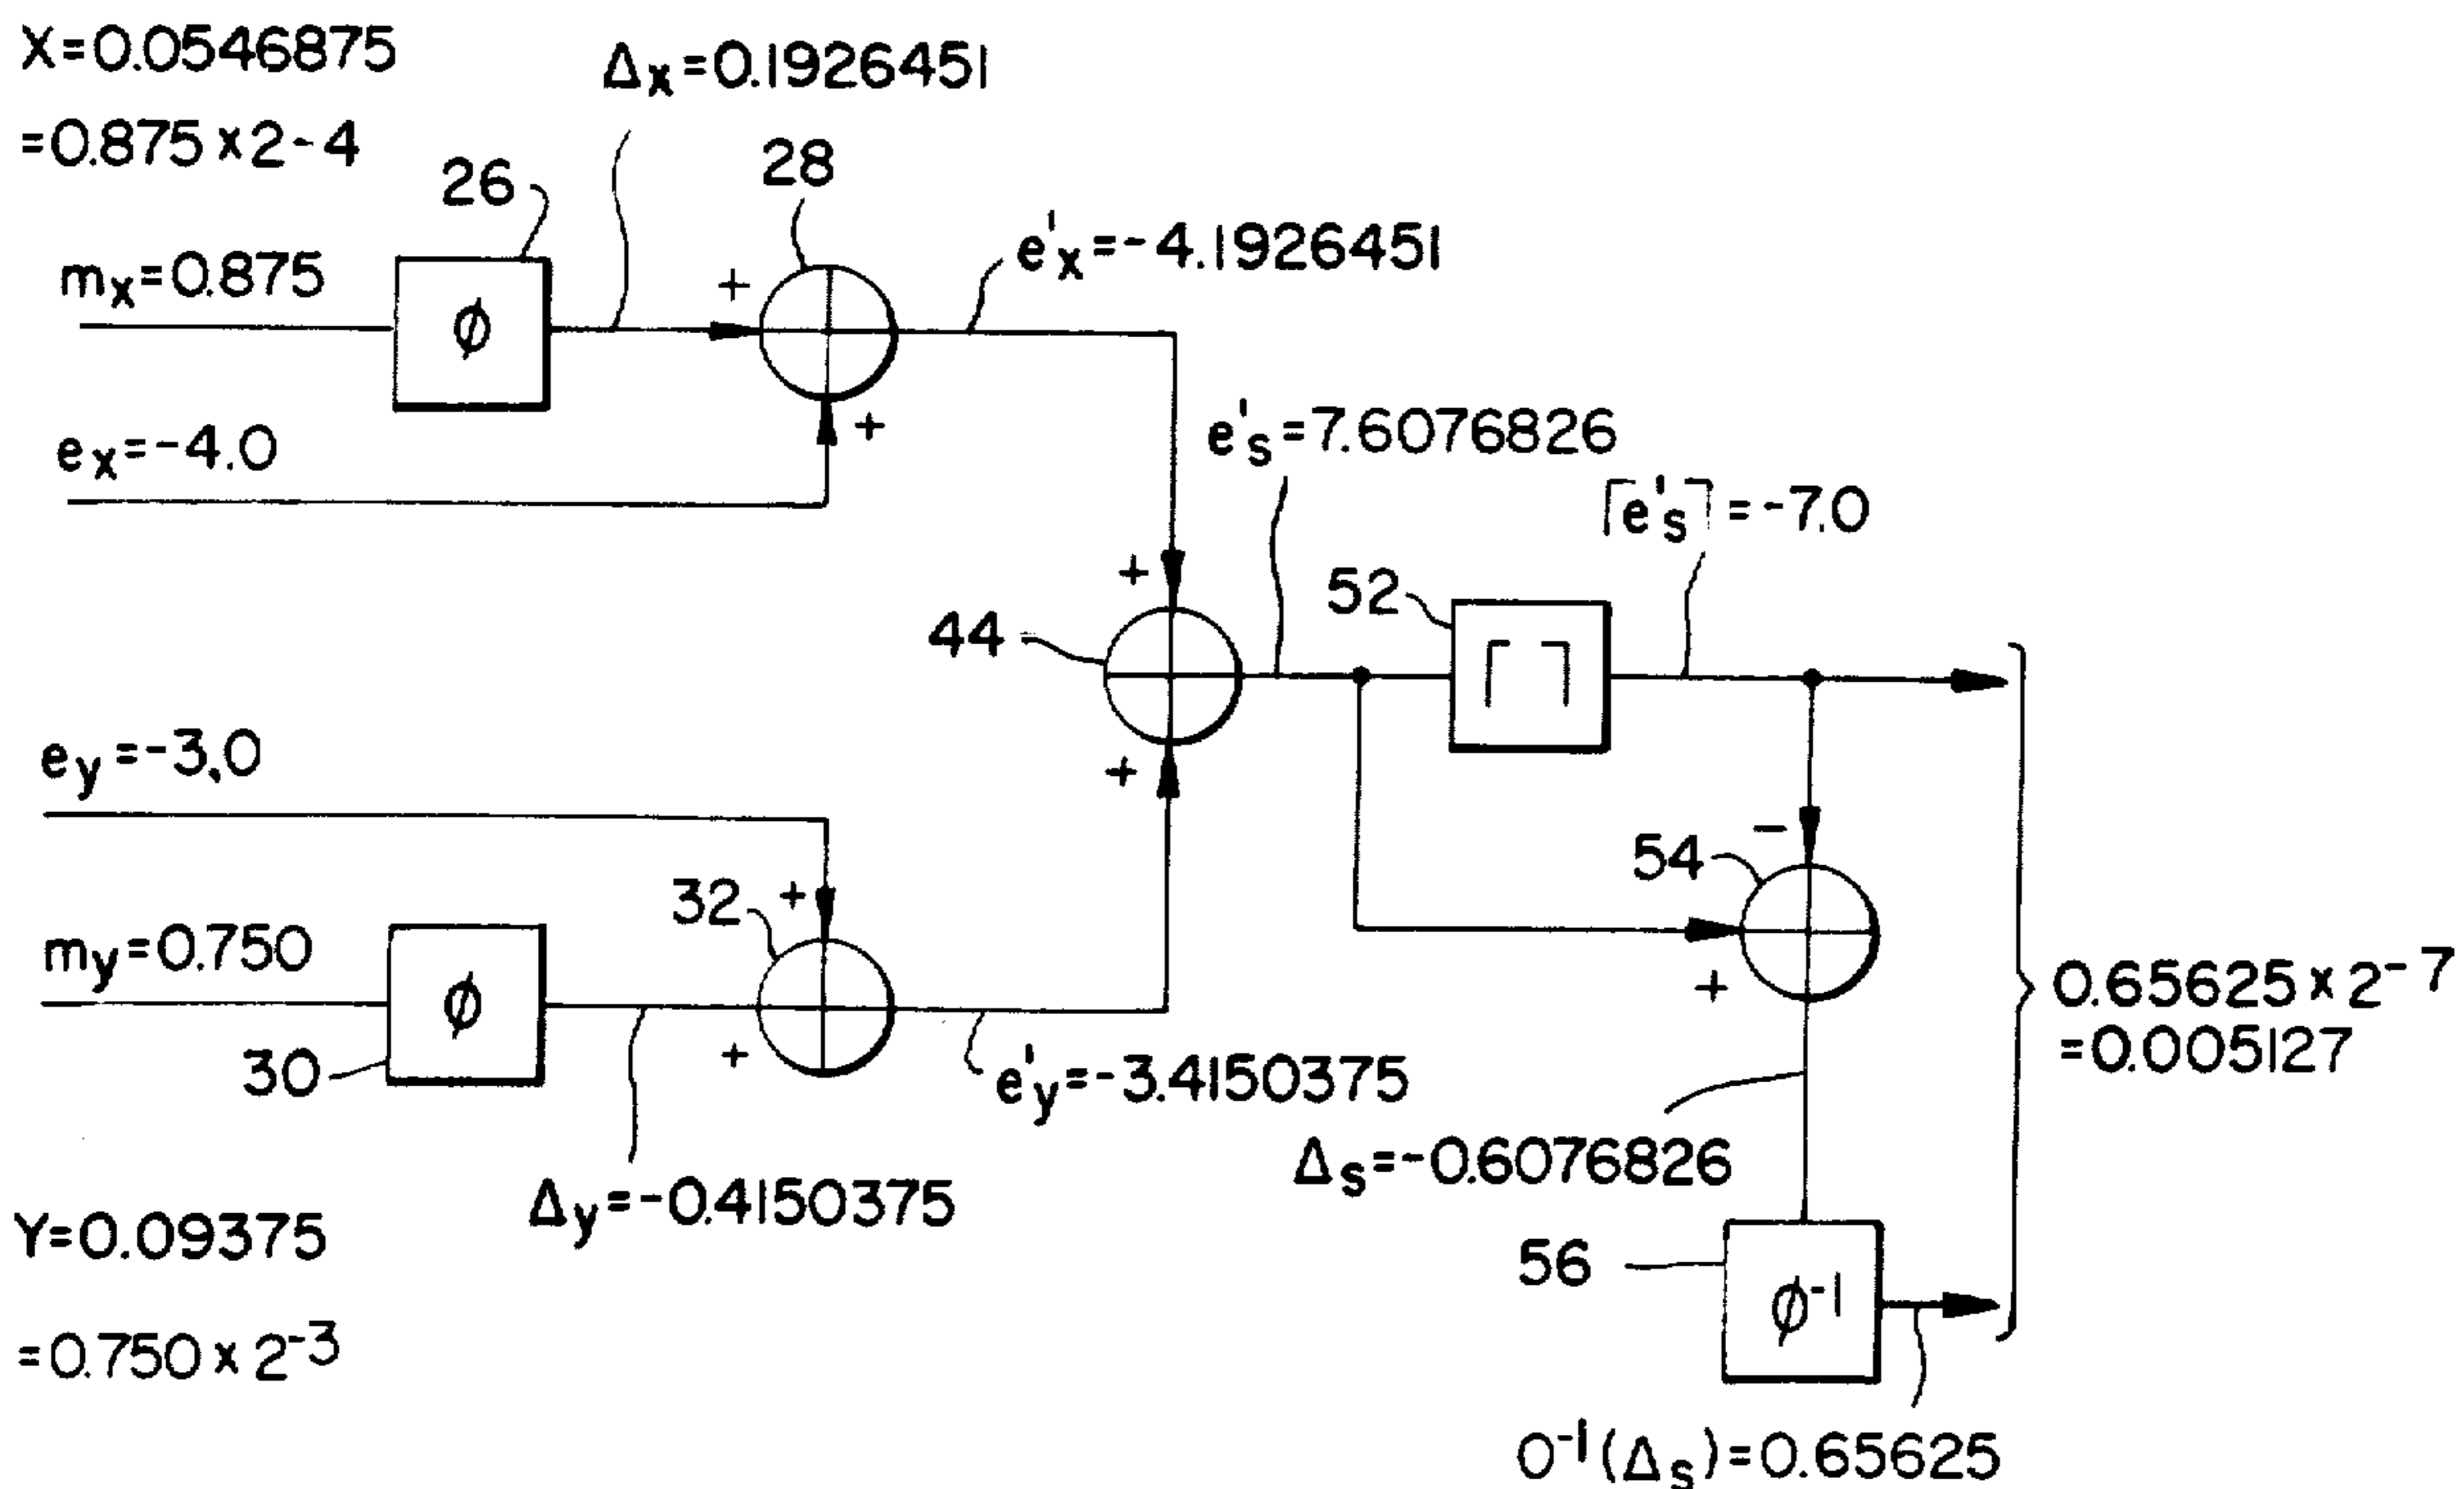 X=0.0546875
=0.875 x 2-4
Δx=0.1926451
26
28
mx=0.875
ϕ
+
e'x=-4.1926451
ex=-4.0
+
e's=7.6076826
⌈e's⌉=-7.0
+
52
44
⌈ ⌉
ey=-3,0
+
−
54
32
+
my=0.750
ϕ
+
0.65625 x 2⁻⁷
=0.005127
30
+
e'y=-3.4150375
Δs=-0.6076826
Δy=-0.4150375
Y=0.09375
56
ϕ⁻¹
=0.750 x 2⁻³
0⁻¹(Δs)=0.65625